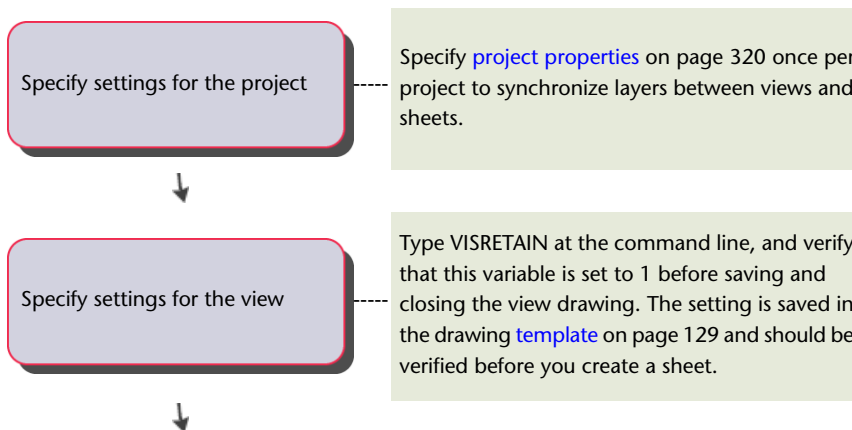 Specify settings for the project
Specify project properties on page 320 once per
project to synchronize layers between views and
sheets.
Specify settings for the view
Type VISRETAIN at the command line, and verify
that this variable is set to 1 before saving and
closing the view drawing. The setting is saved in
the drawing template on page 129 and should be
verified before you create a sheet.